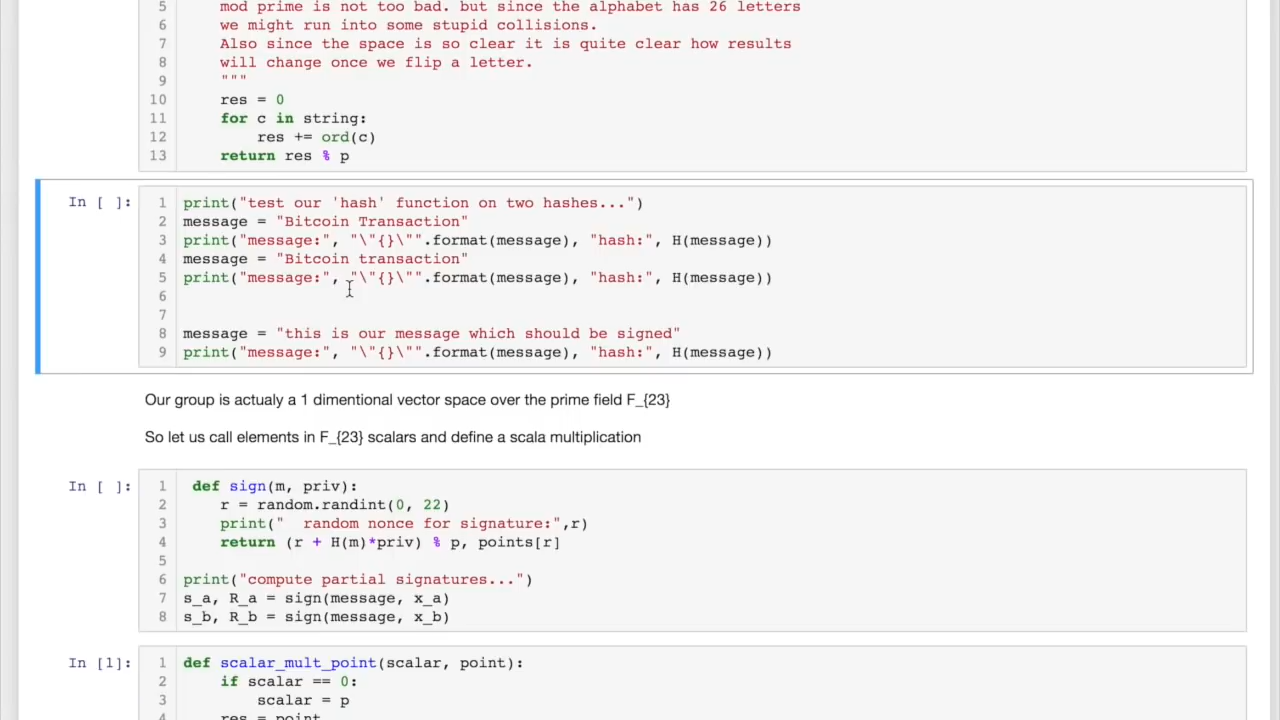 5 mod prime is not too bad. but since the alphabet has 26 letters
6 we might run into some stupid collisions.
7 Also since the space is so clear it is quite clear how results
8 will change once we flip a letter.
9 """
10 res = 0
11 for c in string:
12 res += ord(c)
13 return res % p
In [ ]:
1 print("test our 'hash' function on two hashes...")
2 message = "Bitcoin Transaction"
3 print("message:", "\"{}\"".format(message), "hash:", H(message))
4 message = "Bitcoin transaction"
5 print("message:", "\"{}\"".format(message), "hash:", H(message))
6
7
8 message = "this is our message which should be signed"
9 print("message:", "\"{}\"".format(message), "hash:", H(message))
Our group is actualy a 1 dimentional vector space over the prime field F_{23}
So let us call elements in F_{23} scalars and define a scala multiplication
In [ ]:
1 def sign(m, priv):
2 r = random.randint(0, 22)
3 print("  random nonce for signature:",r)
4 return (r + H(m)*priv) % p, points[r]
5
6 print("compute partial signatures...")
7 s_a, R_a = sign(message, x_a)
8 s_b, R_b = sign(message, x_b)
In [1]:
1 def scalar_mult_point(scalar, point):
2 if scalar == 0:
3 scalar = p
4 res = point